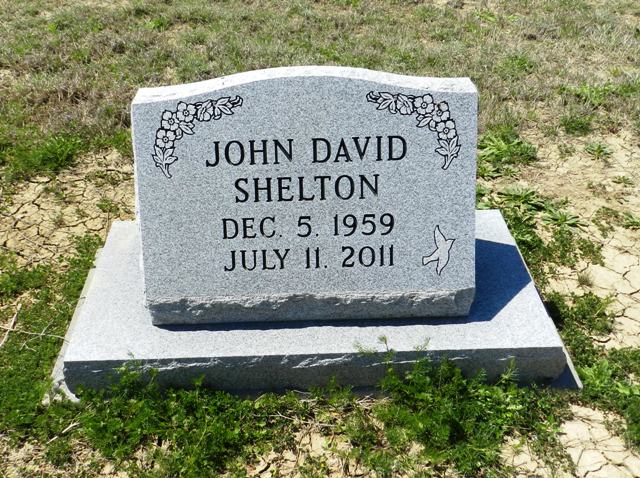 JOHN DAVID
SHELTON
DEC. 5. 1959
JULY 11. 2011